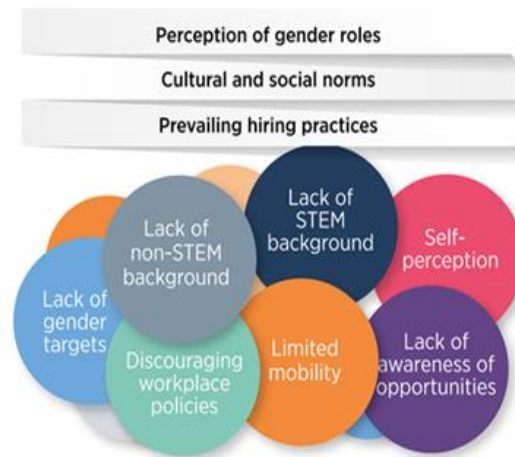 Perception of gender roles
Cultural and social norms
Prevailing hiring practices
Lack of
non-STEM
background
Lack of
STEM
background
Self-
perception
Lack of
gender
targets
Discouraging
workplace
policies
Limited
mobility
Lack of
awareness of
opportunities